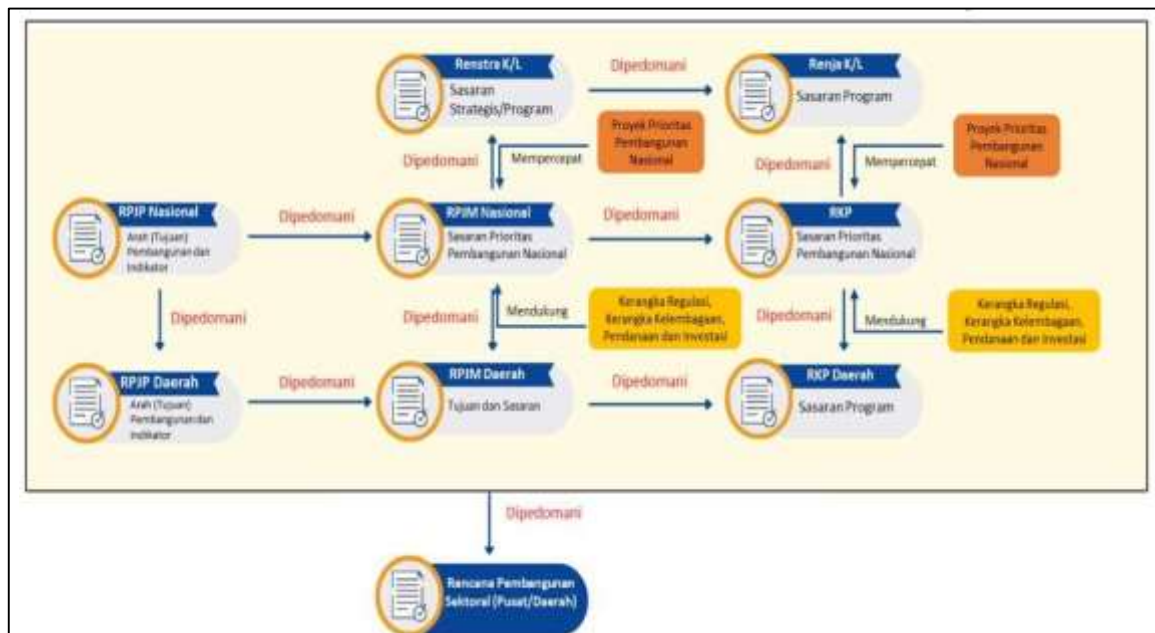 Renstra K/L
Sasaran
Strategis/Program
Dipedomani
Renja K/L
Sasaran Program
Proyek Prioritas
Pembangunan
Nasional
Proyek Prioritas
Pembangunan
Nasional
Dipedomani
Mempercepat
Dipedomani
Mempercepat
RPJP Nasional
Arah (Tujuan)
Pembangunan dan
Indikator
Dipedomani
RPJM Nasional
Sasaran Prioritas
Pembangunan Nasional
Dipedomani
RKP
Sasaran Prioritas
Pembangunan Nasional
Dipedomani
Dipedomani
Mendukung
Kerangka Regulasi,
Kerangka Kelembagaan,
Pendanaan dan Investasi
Dipedomani
Mendukung
Kerangka Regulasi,
Kerangka Kelembagaan,
Pendanaan dan Investasi
RPJP Daerah
Arah (Tujuan)
Pembangunan dan
Indikator
Dipedomani
RPJM Daerah
Tujuan dan Sasaran
Dipedomani
RKP Daerah
Sasaran Program
Dipedomani
Rencana Pembangunan
Sektoral (Pusat/Daerah)